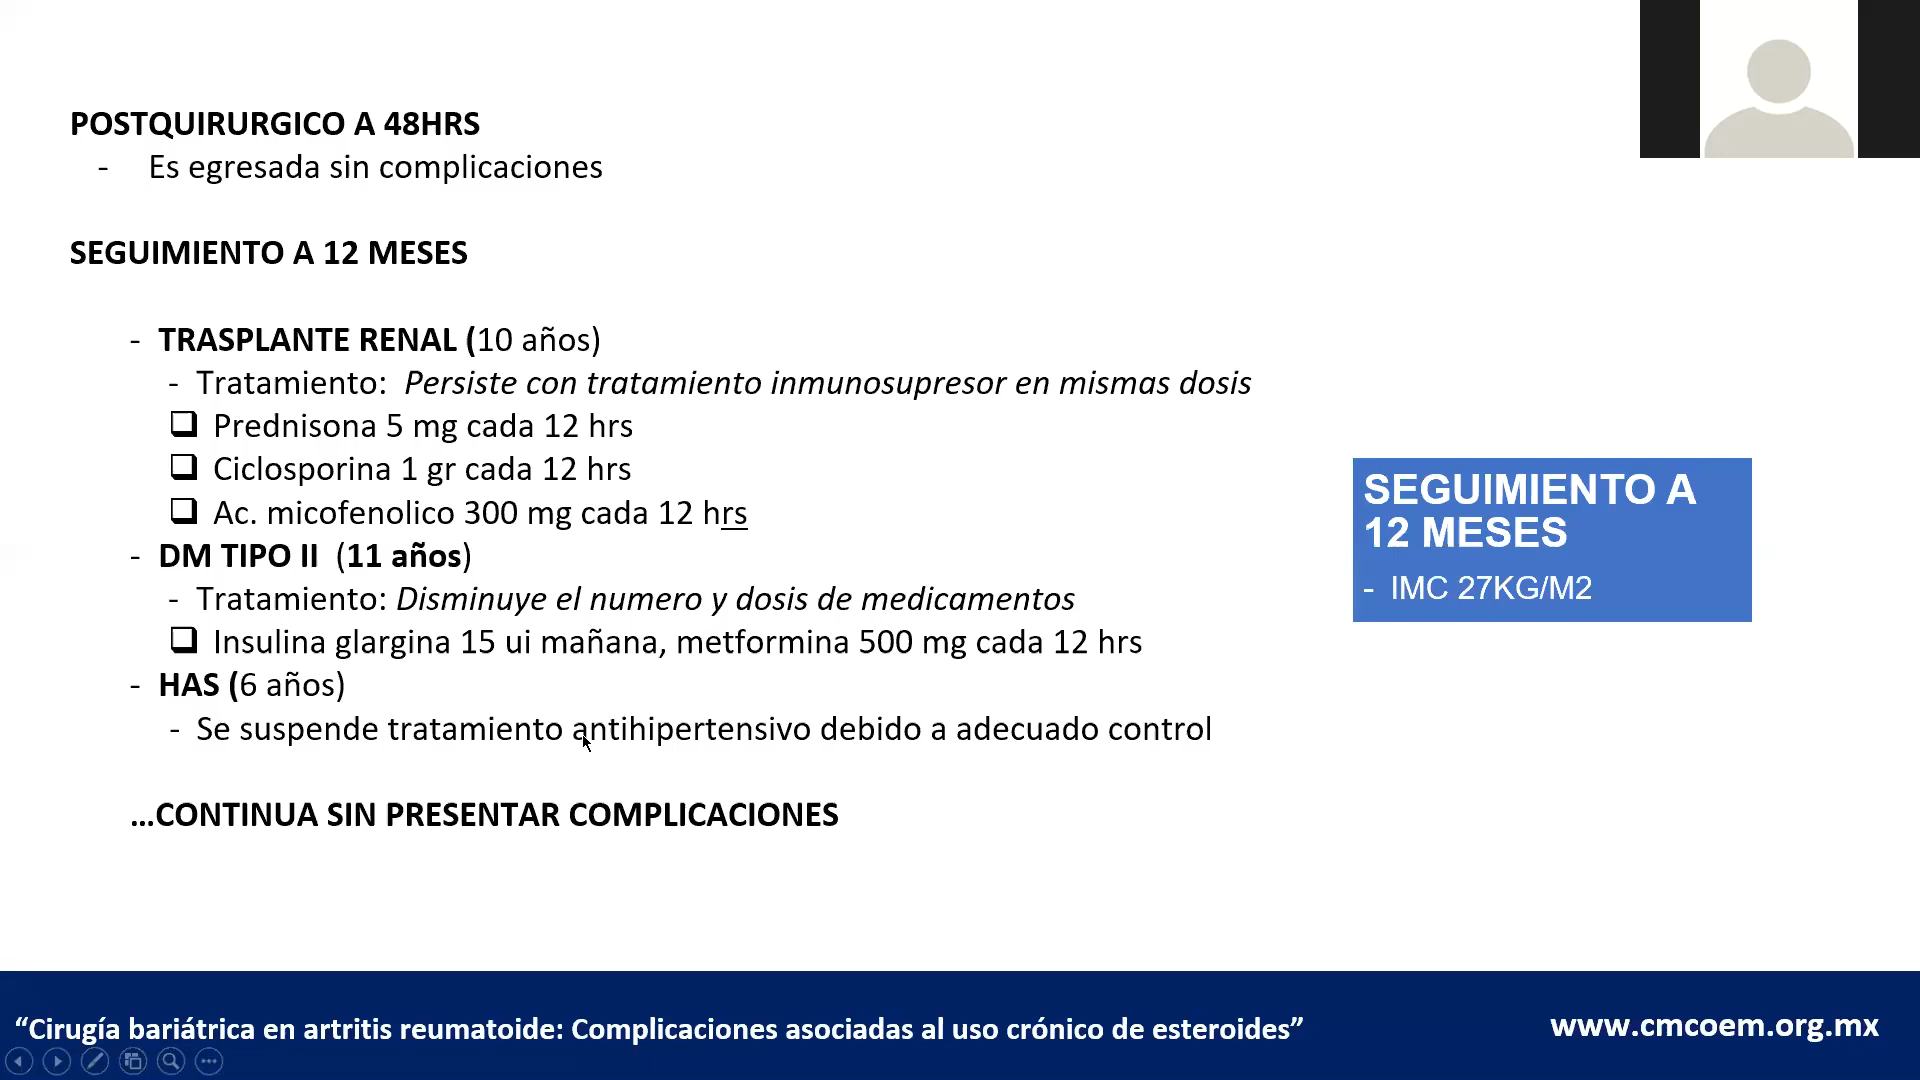 POSTQUIRURGICO A 48HRS
- Es egresada sin complicaciones
SEGUIMIENTO A 12 MESES
- TRASPLANTE RENAL (10 años)
- Tratamiento: Persiste con tratamiento inmunosupresor en mismas dosis
❑ Prednisona 5 mg cada 12 hrs
❑ Ciclosporina 1 gr cada 12 hrs
❑ Ac. micofenolico 300 mg cada 12 hrs
- DM TIPO II (11 años)
- Tratamiento: Disminuye el numero y dosis de medicamentos
❑ Insulina glargina 15 ui mañana, metformina 500 mg cada 12 hrs
- HAS (6 años)
- Se suspende tratamiento antihipertensivo debido a adecuado control
...CONTINUA SIN PRESENTAR COMPLICACIONES
SEGUIMIENTO A
12 MESES
- IMC 27KG/M2
“Cirugía bariátrica en artritis reumatoide: Complicaciones asociadas al uso crónico de esteroides”
www.cmcoem.org.mx